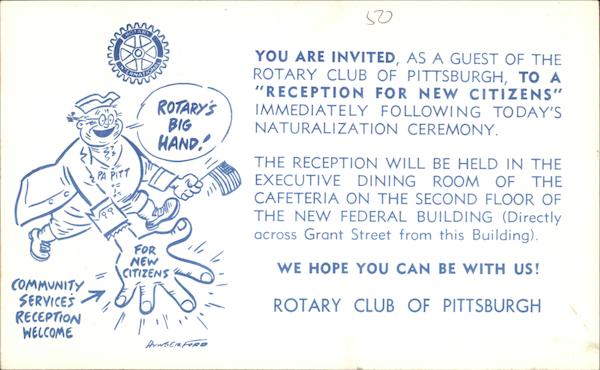 50
ROTARY
INTERNATIONAL
ROTARY'S
BIG
HAND!
PA PITT
FOR
NEW
CITIZENS
COMMUNITY
SERVICE'S
RECEPTION
WELCOME
HUNGERFORD
YOU ARE INVITED, AS A GUEST OF THE
ROTARY CLUB OF PITTSBURGH, TO A
"RECEPTION FOR NEW CITIZENS"
IMMEDIATELY FOLLOWING TODAY'S
NATURALIZATION CEREMONY.
THE RECEPTION WILL BE HELD IN THE
EXECUTIVE DINING ROOM OF THE
CAFETERIA ON THE SECOND FLOOR OF
THE NEW FEDERAL BUILDING (Directly
across Grant Street from this Building).
WE HOPE YOU CAN BE WITH US!
ROTARY CLUB OF PITTSBURGH